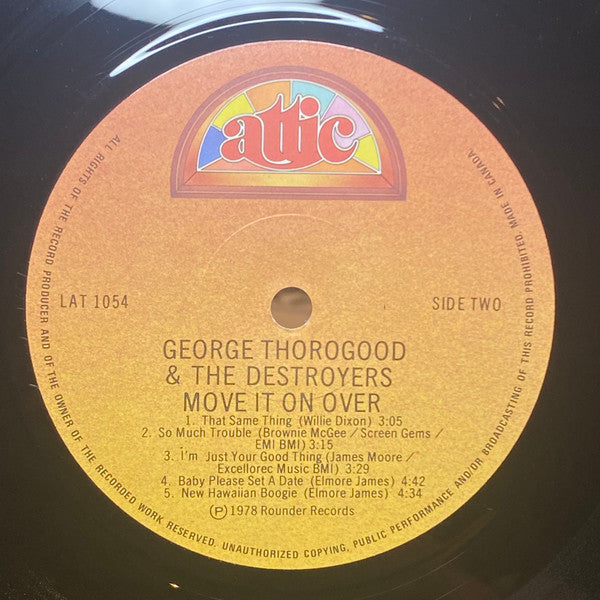 attic
ALL RIGHTS OF THE RECORD PRODUCER AND OF THE OWNER OF THE RECORDED WORK RESERVED. UNAUTHORIZED COPYING, PUBLIC PERFORMANCE AND/OR BROADCASTING OF THIS RECORD PROHIBITED. MADE IN CANADA.
LAT 1054
SIDE TWO
GEORGE THOROGOOD
& THE DESTROYERS
MOVE IT ON OVER
1. That Same Thing (Willie Dixon) 3:05
2. So Much Trouble (Brownie McGee / Screen Gems /
EMI BMI) 3:15
3. I'm Just Your Good Thing (James Moore /
Excellorec Music BMI) 3:29
4. Baby Please Set A Date (Elmore James) 4:42
5. New Hawaiian Boogie (Elmore James) 4:34
Ⓟ 1978 Rounder Records